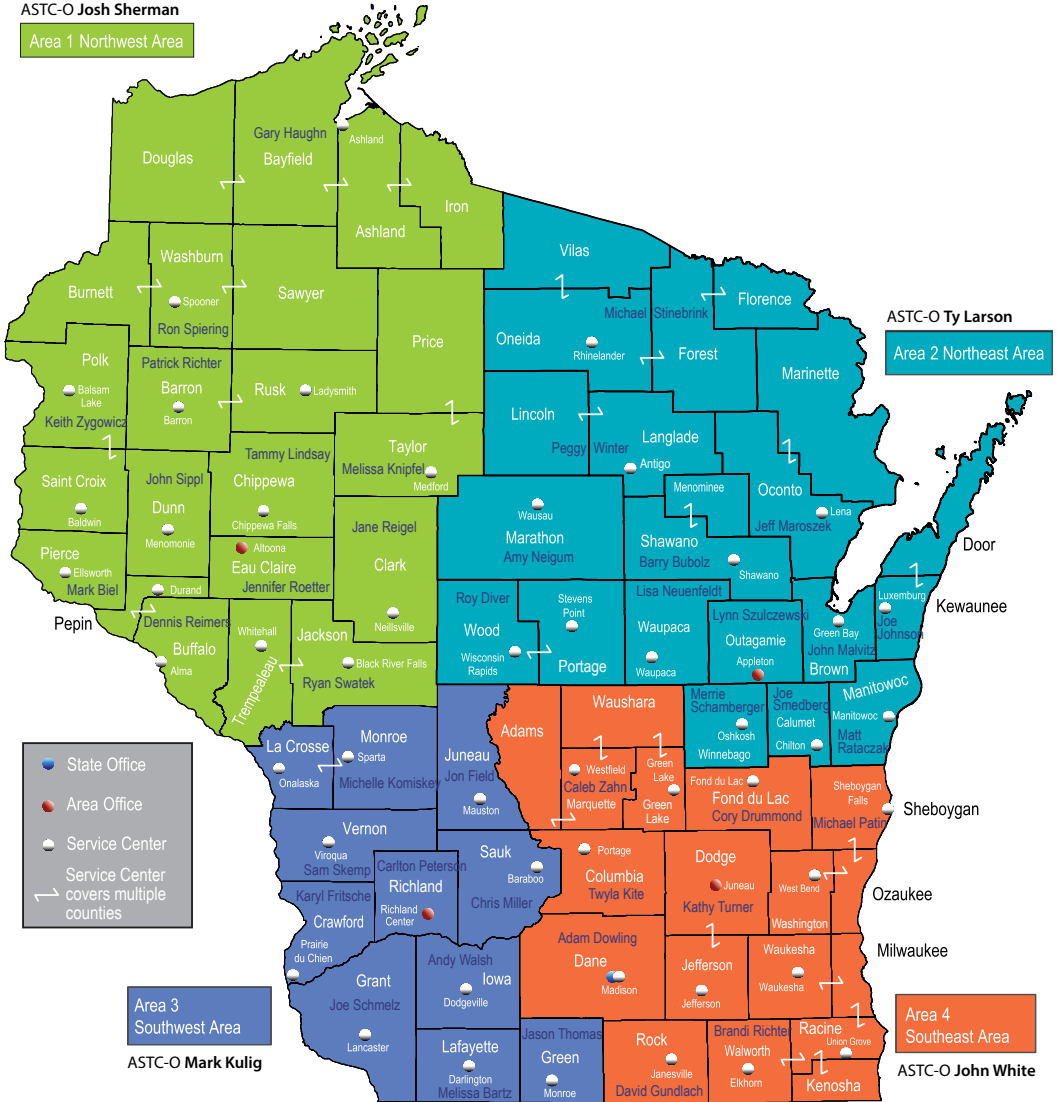 ASTC-O Josh Sherman
Area 1 Northwest Area
Gary Haughn
Ashland
Douglas
Bayfield
Iron
Ashland
Washburn
Burnett
Sawyer
Spooner
Ron Spiering
Price
Polk
Patrick Richter
Balsam
Lake
Barron
Barron
Rusk
Ladysmith
Keith Zygowicz
Taylor
Melissa Knipfel
Medford
Tammy Lindsay
Chippewa
Chippewa Falls
Saint Croix
Baldwin
John Sippl
Dunn
Menomonie
Jane Reigel
Clark
Neillsville
Pierce
Ellsworth
Mark Biel
Altoona
Eau Claire
Jennifer Roetter
Durand
Pepin
Dennis Reimers
Buffalo
Alma
Whitehall
Trempealeau
Jackson
Black River Falls
Ryan Swatek
Vilas
Florence
Michael Stinebrink
Oneida
Rhinelander
Forest
Marinette
ASTC-O Ty Larson
Area 2 Northeast Area
Lincoln
Langlade
Peggy Winter
Antigo
Menominee
Oconto
Lena
Jeff Maroszek
Wausau
Marathon
Amy Neigum
Shawano
Barry Bubolz
Shawano
Door
Luxemburg
Kewaunee
Joe
Johnson
Roy Diver
Wood
Wisconsin
Rapids
Stevens
Point
Portage
Lisa Neuenfeldt
Waupaca
Waupaca
Lynn Szulczewski
Outagamie
Appleton
Green Bay
John Malvitz
Brown
Manitowoc
Manitowoc
Matt
Rataczak
Merrie
Schamberger
Oshkosh
Winnebago
Joe
Smedberg
Calumet
Chilton
La Crosse
Onalaska
Monroe
Sparta
Michelle Komiskey
Juneau
Jon Field
Mauston
Adams
Waushara
Westfield
Caleb Zahn
Marquette
Green
Lake
Green
Lake
Fond du Lac
Fond du Lac
Cory Drummond
Sheboygan
Falls
Sheboygan
Michael Patin
State Office
Area Office
Service Center
Service Center
covers multiple
counties
Vernon
Viroqua
Sam Skemp
Carlton Peterson
Richland
Richland
Center
Sauk
Baraboo
Chris Miller
Karyl Fritsche
Crawford
Prairie
du Chien
Portage
Columbia
Twyla Kite
Dodge
Juneau
Kathy Turner
West Bend
Washington
Ozaukee
Milwaukee
Adam Dowling
Dane
Madison
Jefferson
Jefferson
Waukesha
Waukesha
Area 3
Southwest Area
ASTC-O Mark Kulig
Grant
Joe Schmelz
Lancaster
Andy Walsh
Iowa
Dodgeville
Lafayette
Darlington
Melissa Bartz
Jason Thomas
Green
Monroe
Rock
Janesville
David Gundlach
Brandi Richter
Walworth
Elkhorn
Racine
Union Grove
Kenosha
Area 4
Southeast Area
ASTC-O John White